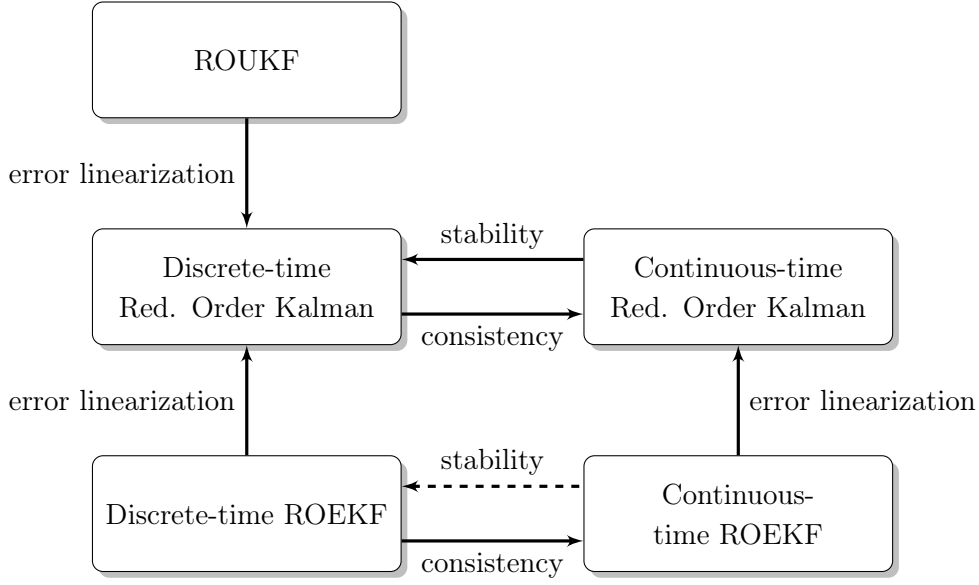 ROUKF
error linearization
stability
Discrete-time
Red. Order Kalman
Continuous-time
Red. Order Kalman
consistency
error linearization
error linearization
stability
Discrete-time ROEKF
Continuous-
time ROEKF
consistency